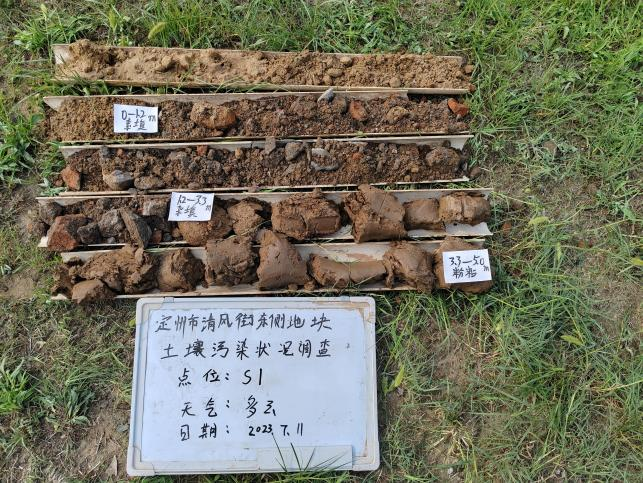 0-1.2m
素填
1.2-3.3m
杂填
3.3-5.0m
粉粘
定州市清风街东侧地块
土壤污染状况调查
点位：S1
天气：多云
日期：2023.7.11